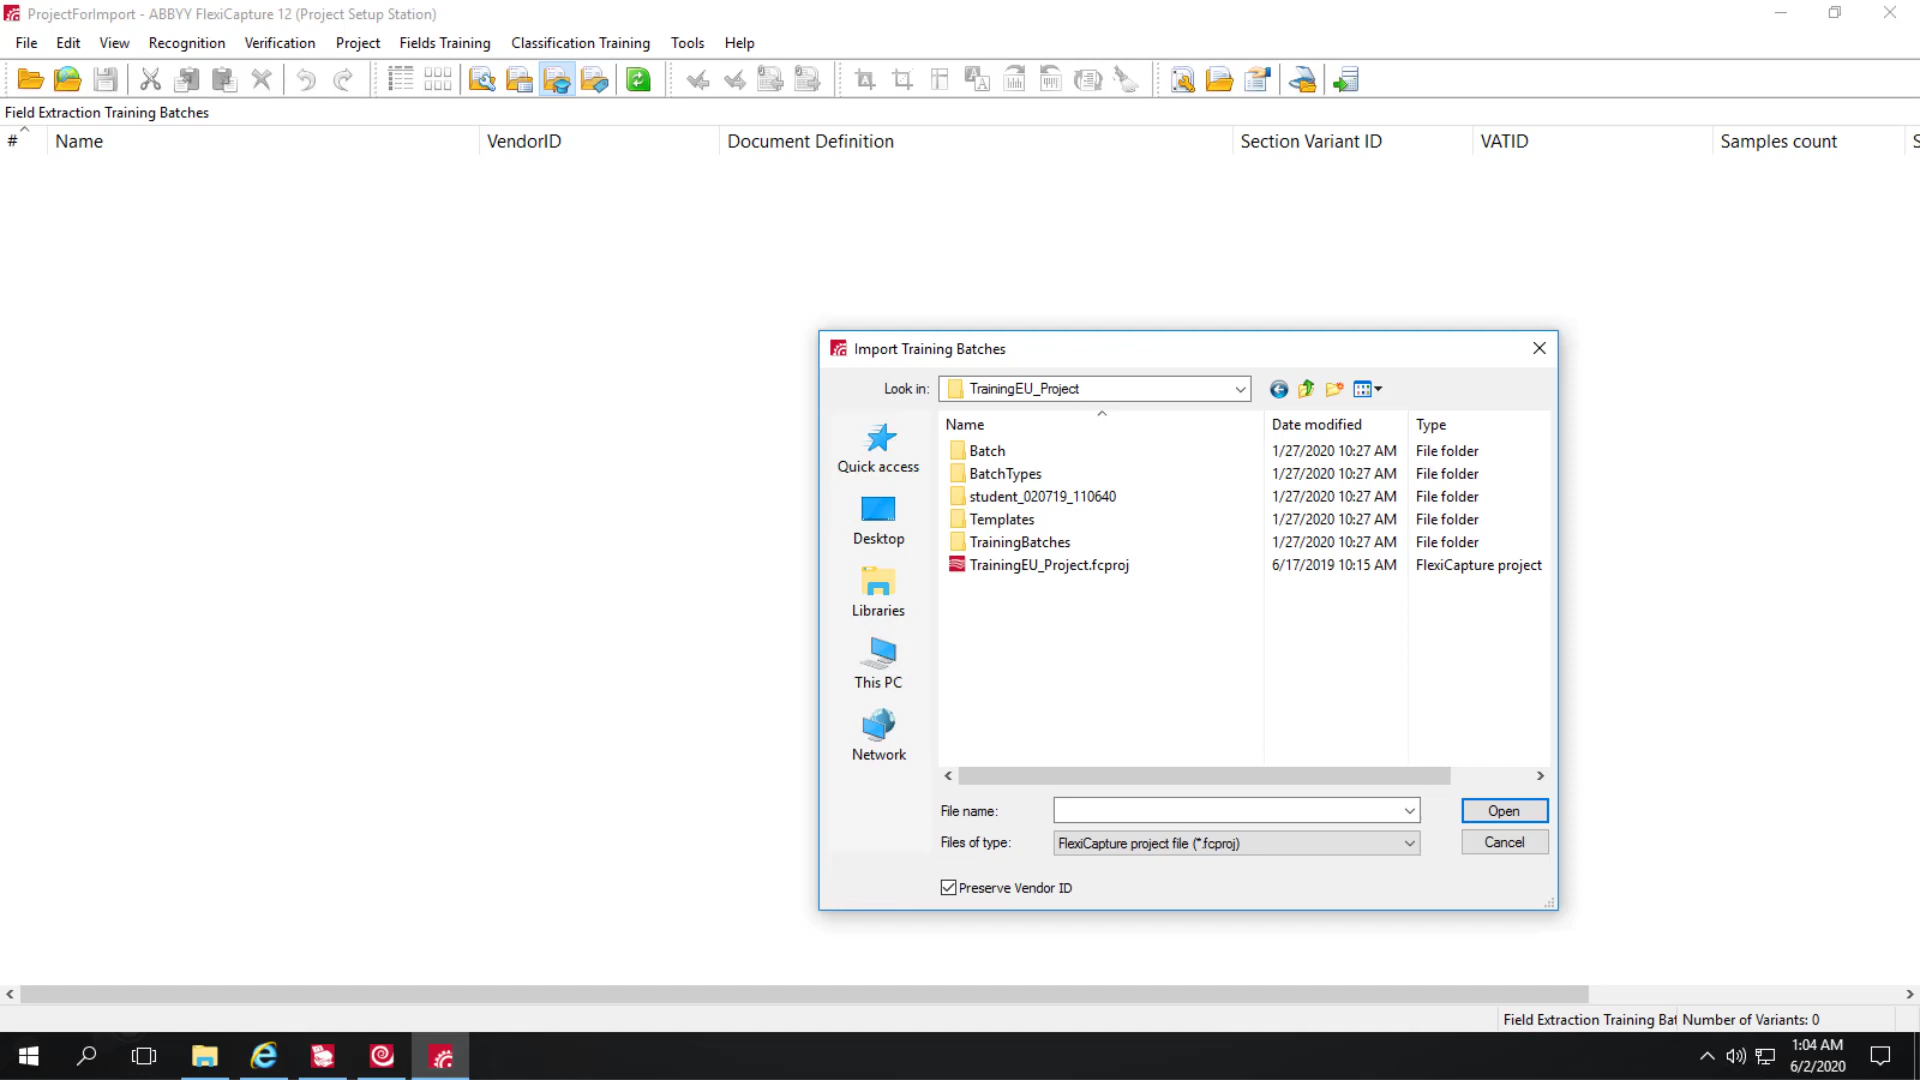 ProjectForImport - ABBYY FlexiCapture 12 (Project Setup Station)
File Edit View Recognition Verification Project Fields Training Classification Training Tools Help
Field Extraction Training Batches
# Name VendorID Document Definition Section Variant ID VATID Samples count S
Import Training Batches
Look in: TrainingEU_Project
Name Date modified Type
Batch 1/27/2020 10:27 AM File folder
BatchTypes 1/27/2020 10:27 AM File folder
student_020719_110640 1/27/2020 10:27 AM File folder
Templates 1/27/2020 10:27 AM File folder
TrainingBatches 1/27/2020 10:27 AM File folder
TrainingEU_Project.fcproj 6/17/2019 10:15 AM FlexiCapture project
Quick access
Desktop
Libraries
This PC
Network
File name: Open
Files of type: FlexiCapture project file (*.fcproj) Cancel
Preserve Vendor ID
Field Extraction Training Bat Number of Variants: 0
1:04 AM
6/2/2020